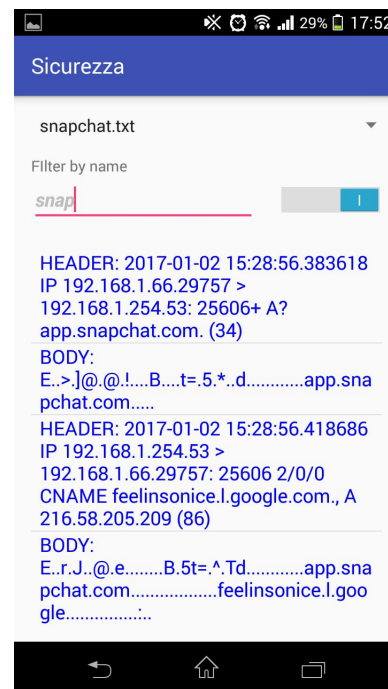 29% 17:52
Sicurezza
snapchat.txt
FIlter by name
snap
HEADER: 2017-01-02 15:28:56.383618
IP 192.168.1.66.29757 >
192.168.1.254.53: 25606+ A?
app.snapchat.com. (34)
BODY:
E..>.]@.@.!....B....t=.5.*..d............app.sna
pchat.com.....
HEADER: 2017-01-02 15:28:56.418686
IP 192.168.1.254.53 >
192.168.1.66.29757: 25606 2/0/0
CNAME feelinsonice.l.google.com., A
216.58.205.209 (86)
BODY:
E..r.J..@.e........B.5t=.^.Td............app.sna
pchat.com..................feelinsonice.l.goo
gle................:..